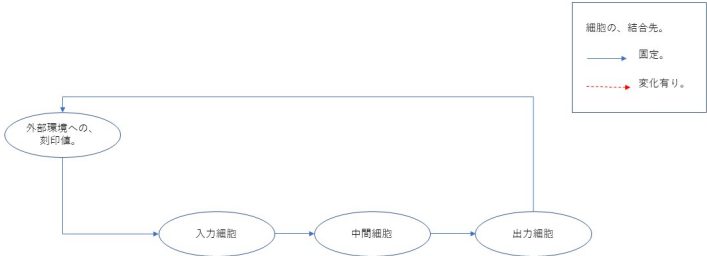 細胞の、結合先。
固定。
変化有り。
外部環境への、
刻印値。
入力細胞
中間細胞
出力細胞